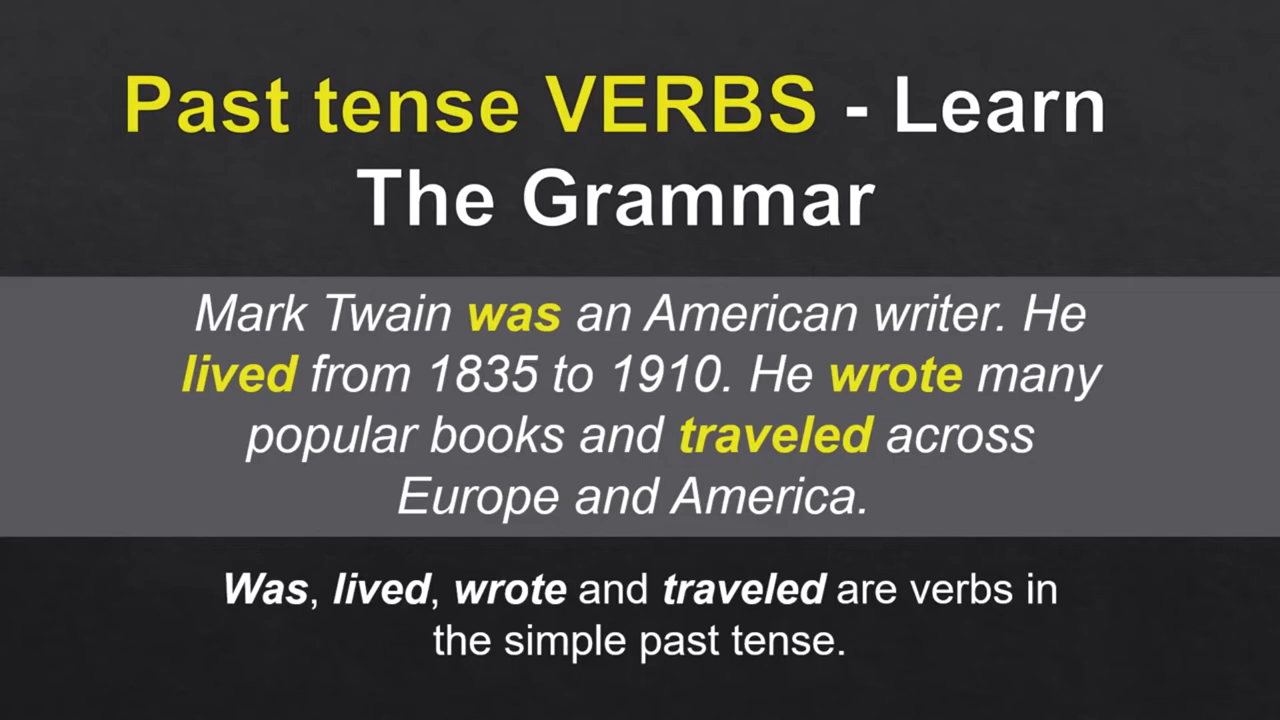 Past tense VERBS - Learn
The Grammar
Mark Twain was an American writer. He
lived from 1835 to 1910. He wrote many
popular books and traveled across
Europe and America.
Was, lived, wrote and traveled are verbs in
the simple past tense.